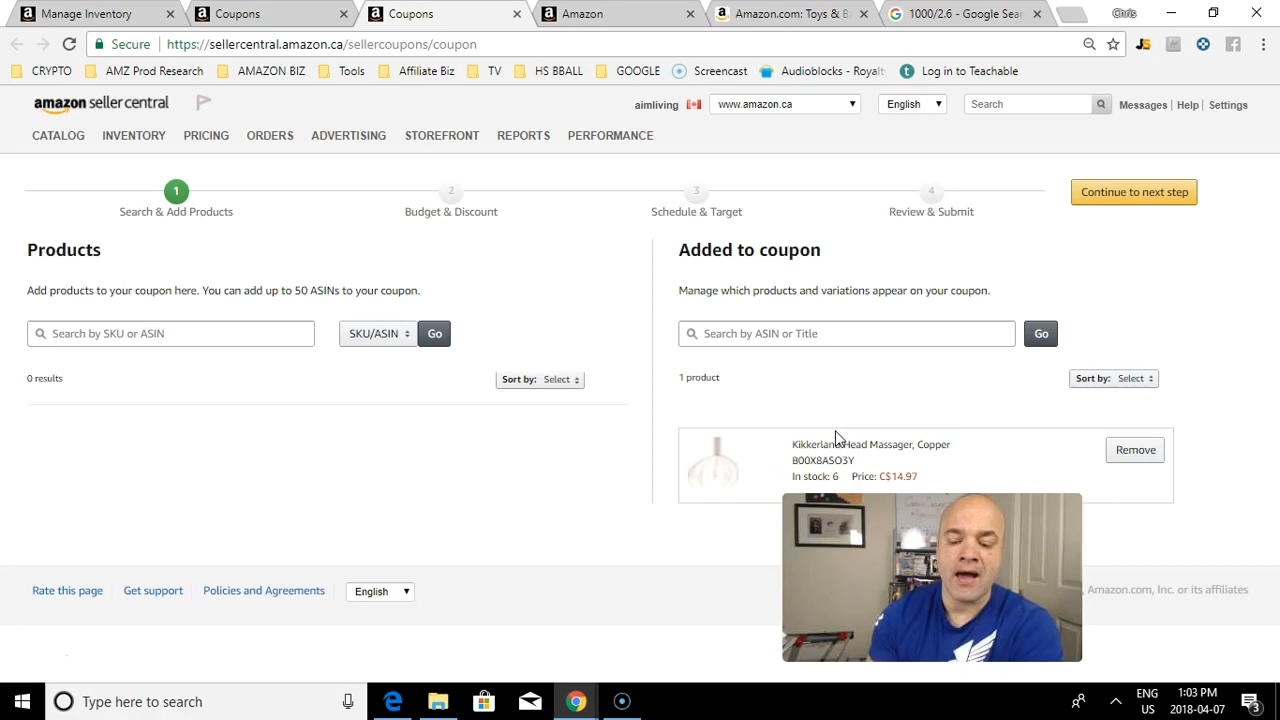 Manage Inventory
Coupons
Coupons
Amazon
Amazon.com: Toys & B
1000/2.6 - Google Sea
Chris
Secure
https://sellercentral.amazon.ca/sellercoupons/coupon
CRYPTO
AMZ Prod Research
AMAZON BIZ
Tools
Affiliate Biz
TV
HS BBALL
GOOGLE
Screencast
Audioblocks - Royalt
Log in to Teachable
amazon seller central
aimliving
www.amazon.ca
English
Search
Messages | Help | Settings
CATALOG INVENTORY PRICING ORDERS ADVERTISING STOREFRONT REPORTS PERFORMANCE
1 2 3 4
Search & Add Products
Budget & Discount
Schedule & Target
Review & Submit
Continue to next step
Products
Add products to your coupon here. You can add up to 50 ASINs to your coupon.
Search by SKU or ASIN
SKU/ASIN
Go
0 results
Sort by: Select
Added to coupon
Manage which products and variations appear on your coupon.
Search by ASIN or Title
Go
1 product
Sort by: Select
Kikkerland Head Massager, Copper
B00X8ASO3Y
In stock: 6 Price: C$14.97
Remove
Rate this page
Get support
Policies and Agreements
English
, Amazon.com, Inc. or its affiliates
Type here to search
ENG
US
1:03 PM
2018-04-07
3